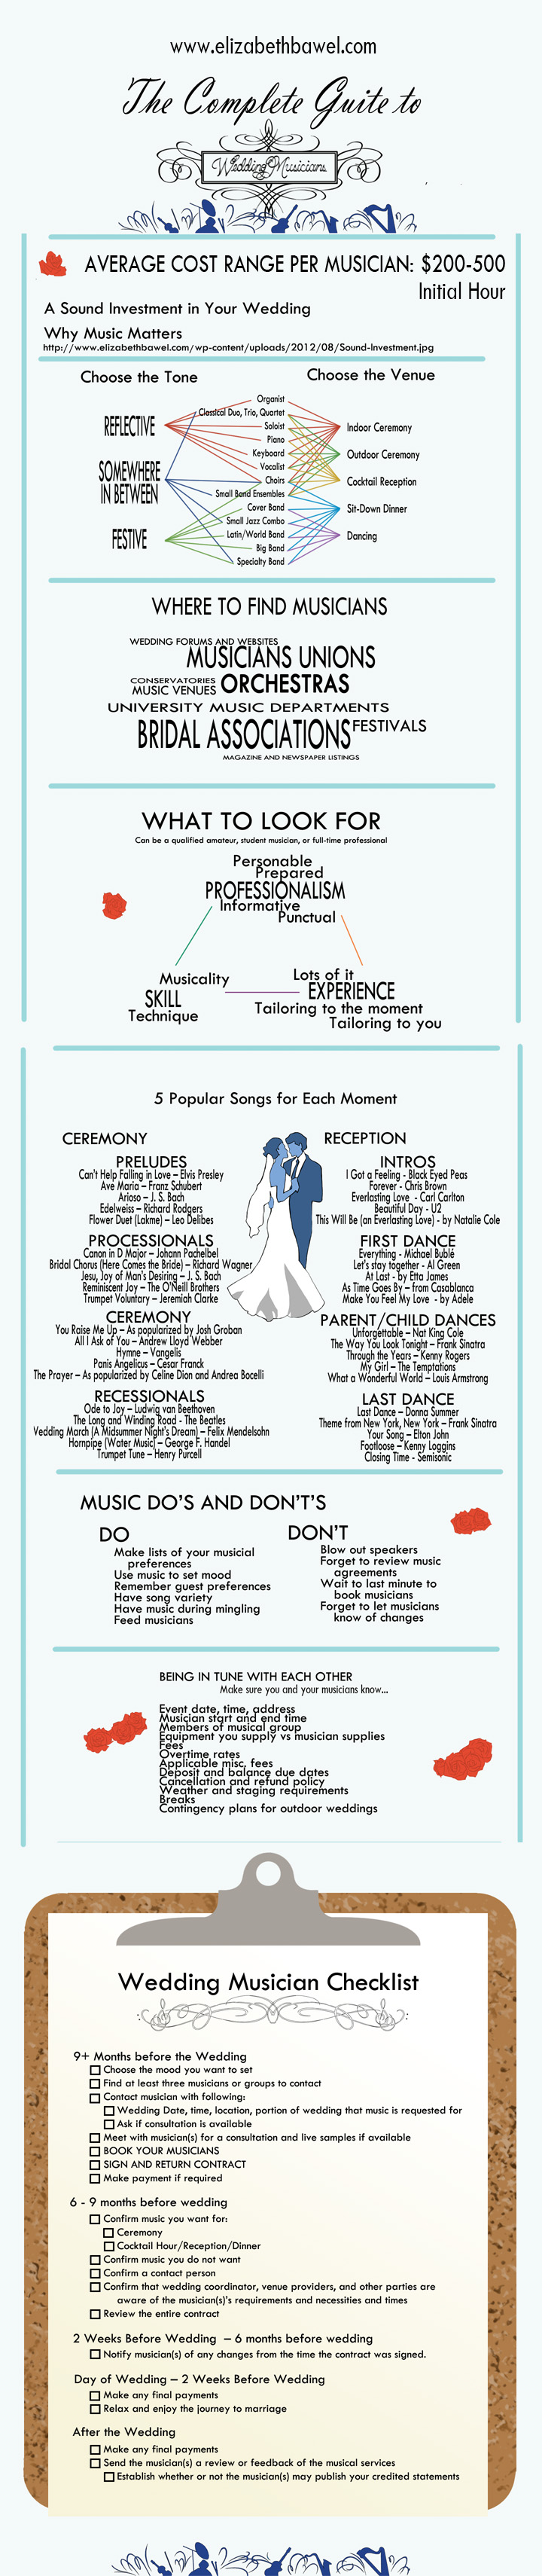 www.elizabethbawel.com
The Complete Guite to
Wedding Musicians
AVERAGE COST RANGE PER MUSICIAN: $200-500
Initial Hour
A Sound Investment in Your Wedding
Why Music Matters
http://www.elizabethbawel.com/wp-content/uploads/2012/08/Sound-Investment.jpg
Choose the Tone
Choose the Venue
REFLECTIVE
SOMEWHERE
IN BETWEEN
FESTIVE
Organist
Classical Duo, Trio, Quartet
Soloist
Piano
Keyboard
Vocalist
Choirs
Small Band Ensembles
Cover Band
Small Jazz Combo
Latin/World Band
Big Band
Specialty Band
Indoor Ceremony
Outdoor Ceremony
Cocktail Reception
Sit-Down Dinner
Dancing
WHERE TO FIND MUSICIANS
WEDDING FORUMS AND WEBSITES
MUSICIANS UNIONS
CONSERVATORIES
MUSIC VENUES ORCHESTRAS
UNIVERSITY MUSIC DEPARTMENTS
BRIDAL ASSOCIATIONS FESTIVALS
MAGAZINE AND NEWSPAPER LISTINGS
WHAT TO LOOK FOR
Can be a qualified amateur, student musician, or full-time professional
Personable
Prepared
PROFESSIONALISM
Informative
Punctual
Musicality
SKILL
Technique
Lots of it
EXPERIENCE
Tailoring to the moment
Tailoring to you
5 Popular Songs for Each Moment
CEREMONY
PRELUDES
Can't Help Falling in Love – Elvis Presley
Ave Maria – Franz Schubert
Arioso – J. S. Bach
Edelweiss – Richard Rodgers
Flower Duet (Lakme) – Leo Delibes
PROCESSIONALS
Canon in D Major – Johann Pachelbel
Bridal Chorus (Here Comes the Bride) – Richard Wagner
Jesu, Joy of Man's Desiring – J. S. Bach
Reminiscent Joy – The O'Neill Brothers
Trumpet Voluntary – Jeremiah Clarke
CEREMONY
You Raise Me Up – As popularized by Josh Groban
All I Ask of You – Andrew Lloyd Webber
Hymne – Vangelis
Panis Angelicus – César Franck
The Prayer – As popularized by Celine Dion and Andrea Bocelli
RECESSIONALS
Ode to Joy – Ludwig van Beethoven
The Long and Winding Road - The Beatles
Vedding March (A Midsummer Night's Dream) – Felix Mendelsohn
Hornpipe (Water Music) – George F. Handel
Trumpet Tune – Henry Purcell
RECEPTION
INTROS
I Got a Feeling - Black Eyed Peas
Forever - Chris Brown
Everlasting Love - Carl Carlton
Beautiful Day - U2
This Will Be (an Everlasting Love) - by Natalie Cole
FIRST DANCE
Everything - Michael Bublé
Let's stay together - Al Green
At Last - by Etta James
As Time Goes By – from Casablanca
Make You Feel My Love - by Adele
PARENT/CHILD DANCES
Unforgettable – Nat King Cole
The Way You Look Tonight – Frank Sinatra
Through the Years – Kenny Rogers
My Girl – The Temptations
What a Wonderful World – Louis Armstrong
LAST DANCE
Last Dance – Donna Summer
Theme from New York, New York – Frank Sinatra
Your Song – Elton John
Footloose – Kenny Loggins
Closing Time - Semisonic
MUSIC DO'S AND DON'T'S
DO
Make lists of your musicial
preferences
Use music to set mood
Remember guest preferences
Have song variety
Have music during mingling
Feed musicians
DON'T
Blow out speakers
Forget to review music
agreements
Wait to last minute to
book musicians
Forget to let musicians
know of changes
BEING IN TUNE WITH EACH OTHER
Make sure you and your musicians know...
Event date, time, address
Musician start and end time
Members of musical group
Equipment you supply vs musician supplies
Fees
Overtime rates
Applicable misc. fees
Deposit and balance due dates
Cancellation and refund policy
Weather and staging requirements
Breaks
Contingency plans for outdoor weddings
Wedding Musician Checklist
9+ Months before the Wedding
Choose the mood you want to set
Find at least three musicians or groups to contact
Contact musician with following:
Wedding Date, time, location, portion of wedding that music is requested for
Ask if consultation is available
Meet with musician(s) for a consultation and live samples if available
BOOK YOUR MUSICIANS
SIGN AND RETURN CONTRACT
Make payment if required
6 - 9 months before wedding
Confirm music you want for:
Ceremony
Cocktail Hour/Reception/Dinner
Confirm music you do not want
Confirm a contact person
Confirm that wedding coordinator, venue providers, and other parties are
aware of the musician(s)'s requirements and necessities and times
Review the entire contract
2 Weeks Before Wedding – 6 months before wedding
Notify musician(s) of any changes from the time the contract was signed.
Day of Wedding – 2 Weeks Before Wedding
Make any final payments
Relax and enjoy the journey to marriage
After the Wedding
Make any final payments
Send the musician(s) a review or feedback of the musical services
Establish whether or not the musician(s) may publish your credited statements